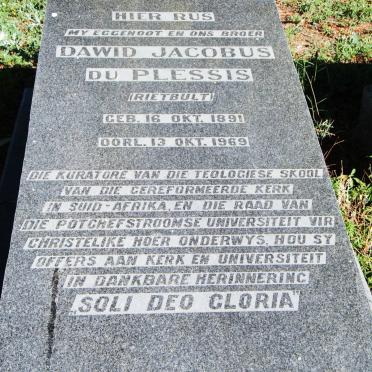 HIER RUS
MY EGGENOOT EN ONS BROER
DAWID JACOBUS
DU PLESSIS
(RIETBULT)
GEB. 16 OKT. 1891
OORL. 13 OKT. 1969
DIE KURATORE VAN DIE TEOLOGIESE SKOOL
VAN DIE GEREFORMEERDE KERK
IN SUID-AFRIKA, EN DIE RAAD VAN
DIE POTCHEFSTROOMSE UNIVERSITEIT VIR
CHRISTELIKE HOER ONDERWYS, HOU SY
OFFERS AAN KERK EN UNIVERSITEIT
IN DANKBARE HERINNERING
SOLI DEO GLORIA